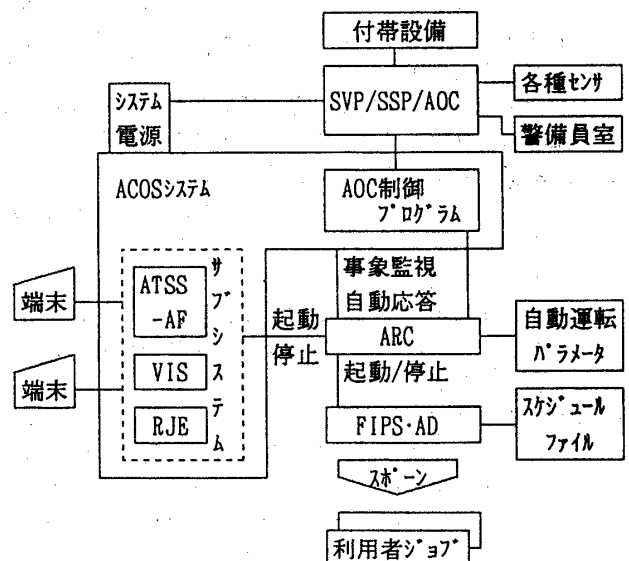 付帯設備
SVP/SSP/AOC
各種ｾﾝｻ
警備員室
ｼｽﾃﾑ
電源
ACOSｼｽﾃﾑ
AOC制御
ﾌﾟﾛｸﾞﾗﾑ
事象監視
自動応答
端末
端末
ATSS
-AF
VIS
RJE
サブシステム
起動
停止
ARC
自動運転
ﾊﾟﾗﾒｰﾀ
起動/停止
FIPS･AD
ｽｹｼﾞｭｰﾙ
ﾌｧｲﾙ
ｽﾎﾟｰﾝ
利用者ｼﾞｮﾌﾞ